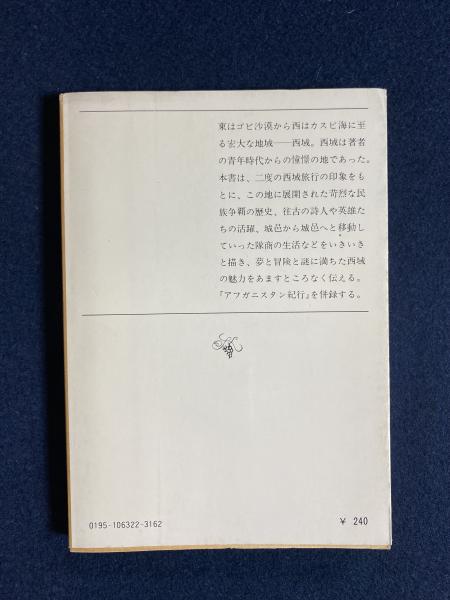 東はゴビ沙漠から西はカスピ海に至
る宏大な地域――西域。西域は著者
の青年時代からの憧憬の地であった。
本書は、二度の西域旅行の印象をも
とに、この地に展開された苛烈な民
族争覇の歴史、往古の詩人や英雄た
ちの活躍、城邑から城邑へと移動し
ていった隊商の生活などをいきいき
と描き、夢と冒険と謎に満ちた西域
の魅力をあますところなく伝える。
『アフガニスタン紀行』を併録する。
0195-106322-3162
¥ 240